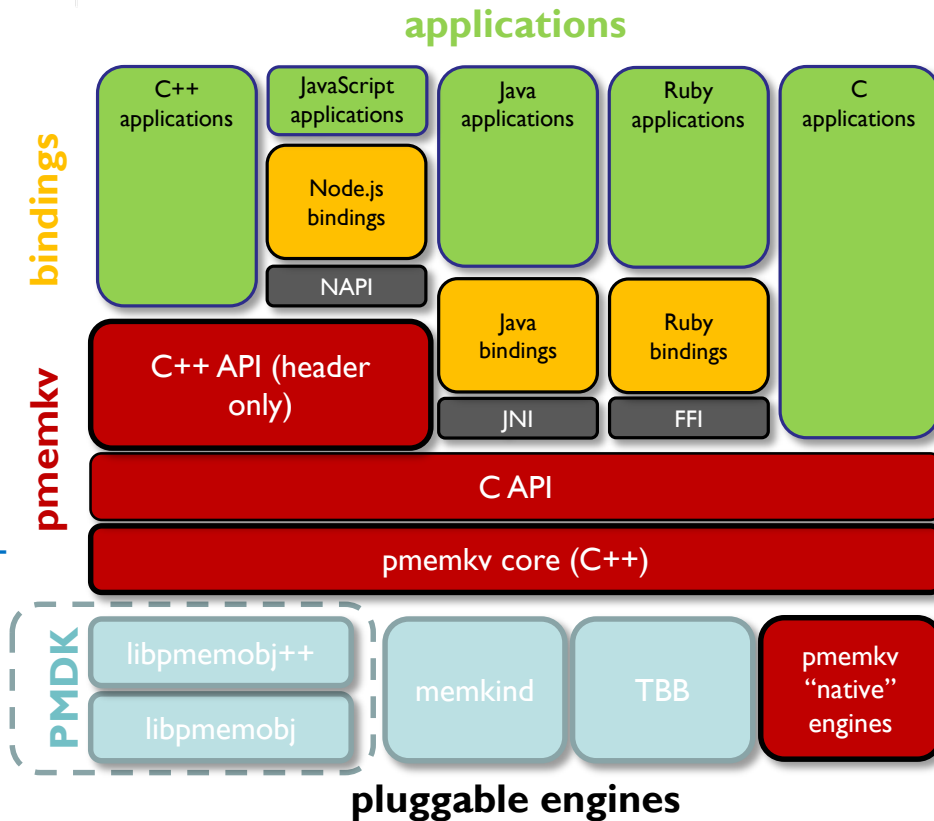 applications
C++
applications
JavaScript
applications
Java
applications
Ruby
applications
C
applications
bindings
Node.js
bindings
NAPI
Java
bindings
Ruby
bindings
pmemkv
C++ API (header
only)
JNI
FFI
C API
pmemkv core (C++)
PMDK
libpmemobj++
libpmemobj
memkind
TBB
pmemkv
“native”
engines
pluggable engines